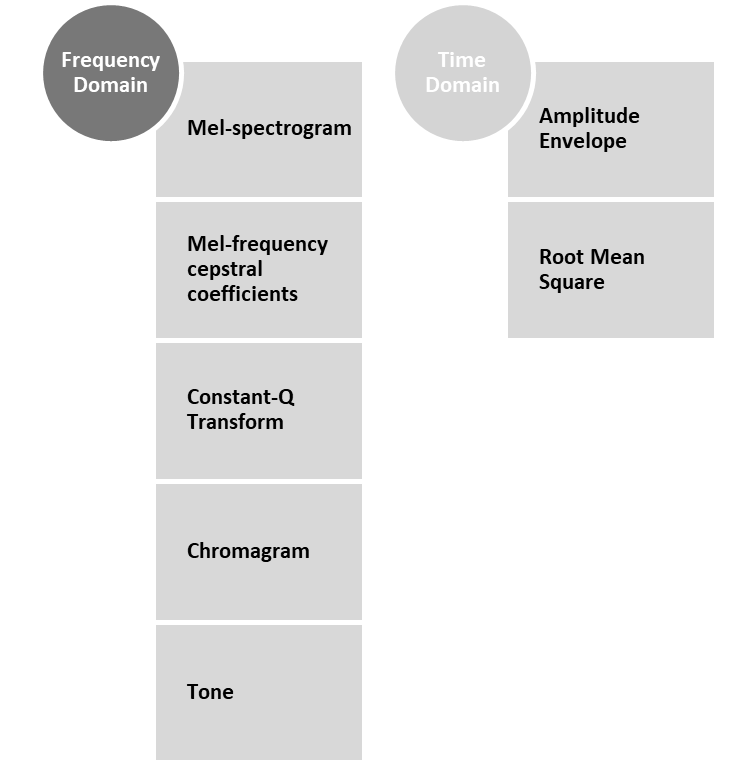 Frequency
Domain
Mel-spectrogram
Mel-frequency
cepstral
coefficients
Constant-Q
Transform
Chromagram
Tone
Time
Domain
Amplitude
Envelope
Root Mean
Square